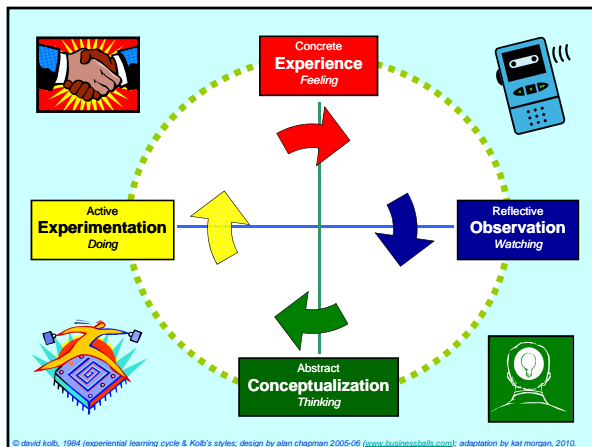 Concrete
Experience
Feeling
Active
Experimentation
Doing
Reflective
Observation
Watching
Abstract
Conceptualization
Thinking
© david kolb, 1984 (experiential learning cycle & Kolb's styles; design by alan chapman 2005-06 (www.businessballs.com); adaptation by kat morgan, 2010.